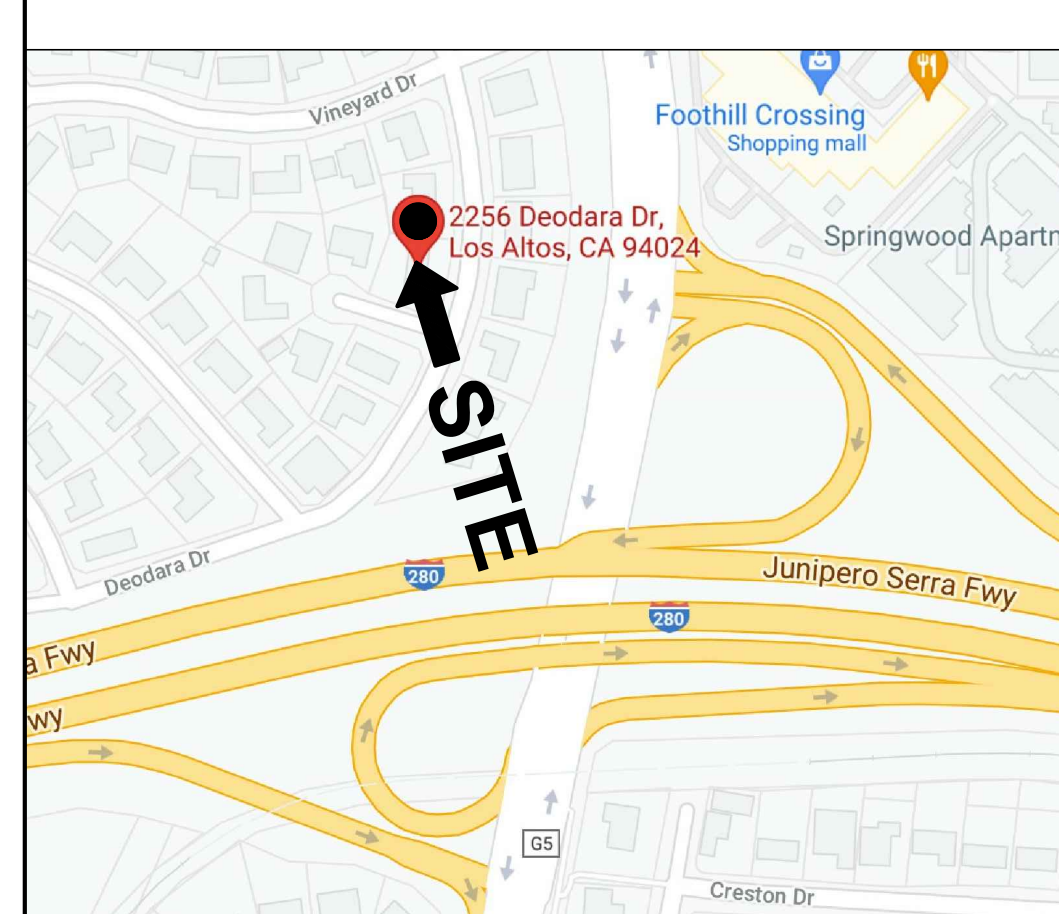 Vineyard Dr
Foothill Crossing
Shopping mall
2256 Deodara Dr,
Los Altos, CA 94024
Springwood Apartm
SITE
Deodara Dr
280
Junipero Serra Fwy
280
a Fwy
wy
G5
Creston Dr